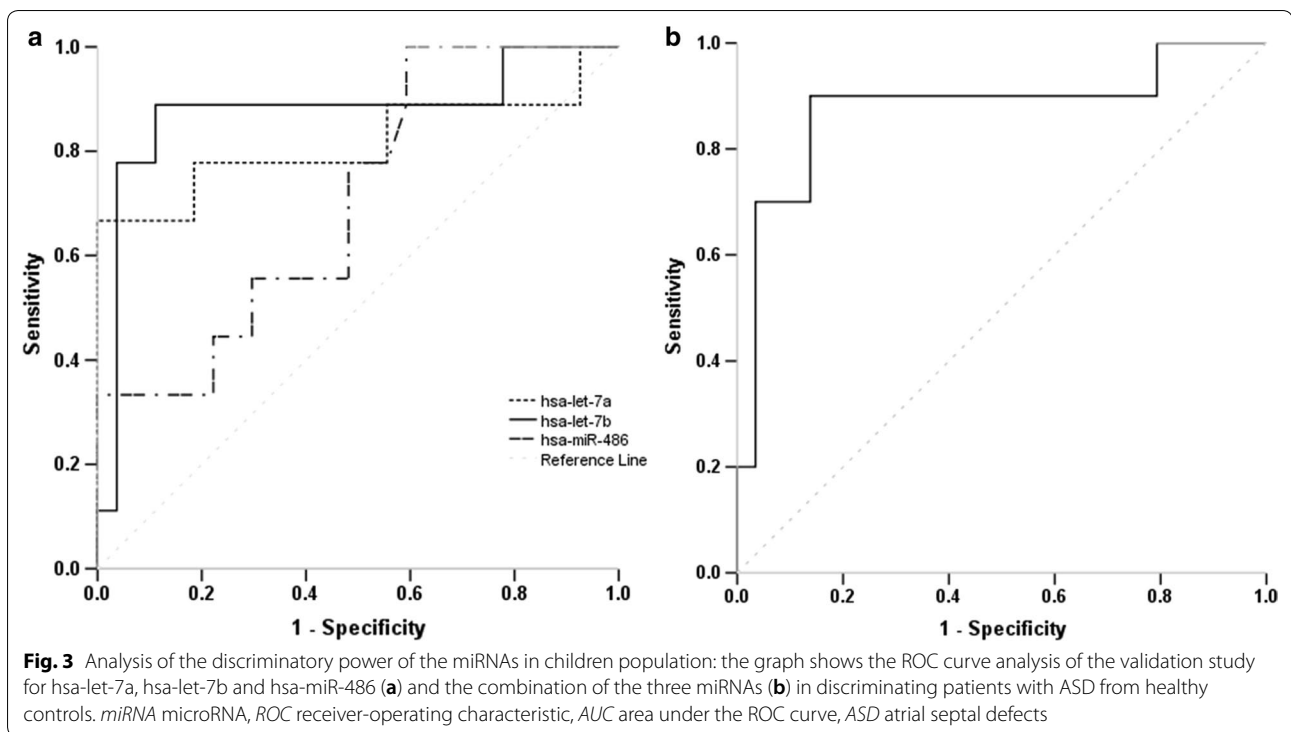 a
1.0
0.8
0.6
0.4
0.2
0.0
Sensitivity
0.0 0.2 0.4 0.6 0.8 1.0
1 - Specificity
hsa-let-7a
hsa-let-7b
hsa-miR-486
Reference Line
b
1.0
0.8
0.6
0.4
0.2
0.0
Sensitivity
0.0 0.2 0.4 0.6 0.8 1.0
1 - Specificity
Fig. 3 Analysis of the discriminatory power of the miRNAs in children population: the graph shows the ROC curve analysis of the validation study
for hsa-let-7a, hsa-let-7b and hsa-miR-486 (a) and the combination of the three miRNAs (b) in discriminating patients with ASD from healthy
controls. miRNA microRNA, ROC receiver-operating characteristic, AUC area under the ROC curve, ASD atrial septal defects